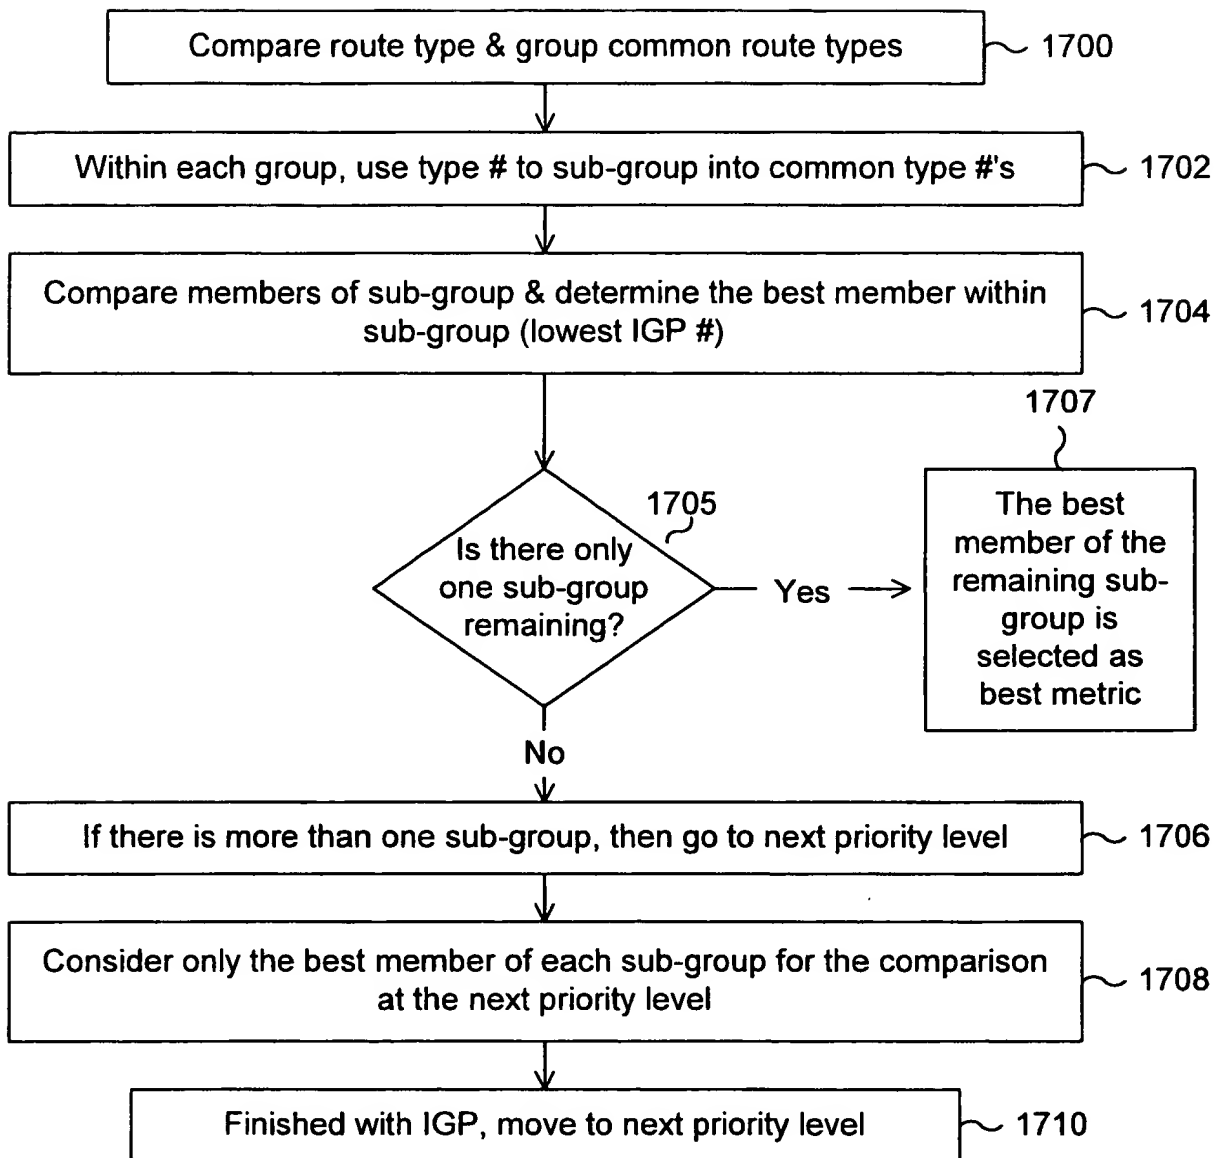 Compare route type & group common route types
1700
Within each group, use type # to sub-group into common type #'s
1702
Compare members of sub-group & determine the best member within
sub-group (lowest IGP #)
1704
1707
The best
member of the
remaining sub-
group is
selected as
best metric
1705
Is there only
one sub-group
remaining?
Yes
No
If there is more than one sub-group, then go to next priority level
1706
Consider only the best member of each sub-group for the comparison
at the next priority level
1708
Finished with IGP, move to next priority level
1710